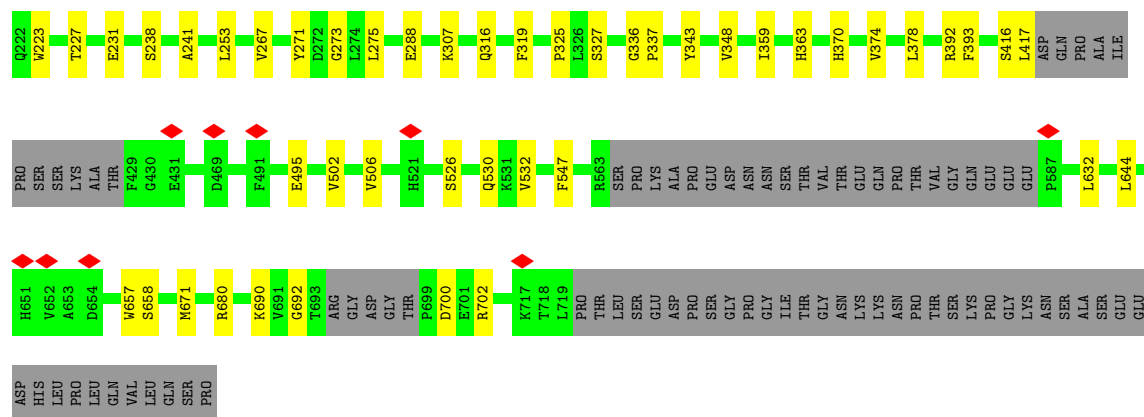 Q222 W223 T227 E231 S238 A241 L253 V267 Y271 D272 G273 L274 L275 E288 K307 Q316 F319 P325 L326 S327 G336 P337 Y343 V348 I359 H363 H370 V374 L378 R392 F393 S416 L417 ASP GLN PRO ALA ILE
PRO SER SER LYS ALA THR F429 G430 E431 D469 F491 E495 V502 V506 H521 S526 Q530 K531 V532 F547 R563 SER PRO LYS ALA PRO GLU ASP ASN ASN SER THR VAL THR GLU GLN PRO THR VAL GLY GLN GLU GLU GLU P587 L632 L644
H651 V652 A653 D654 W657 S658 M671 R680 K690 V691 G692 T693 ARG GLY ASP GLY THR P699 D700 E701 R702 K717 T718 L719 PRO THR LEU SER GLU ASP PRO SER GLY PRO GLY ILE THR GLY ASN LYS LYS ASN PRO THR SER LYS PRO GLY LYS ASN SER ALA SER GLU GLU
ASP HIS LEU PRO LEU GLN VAL LEU GLN SER PRO